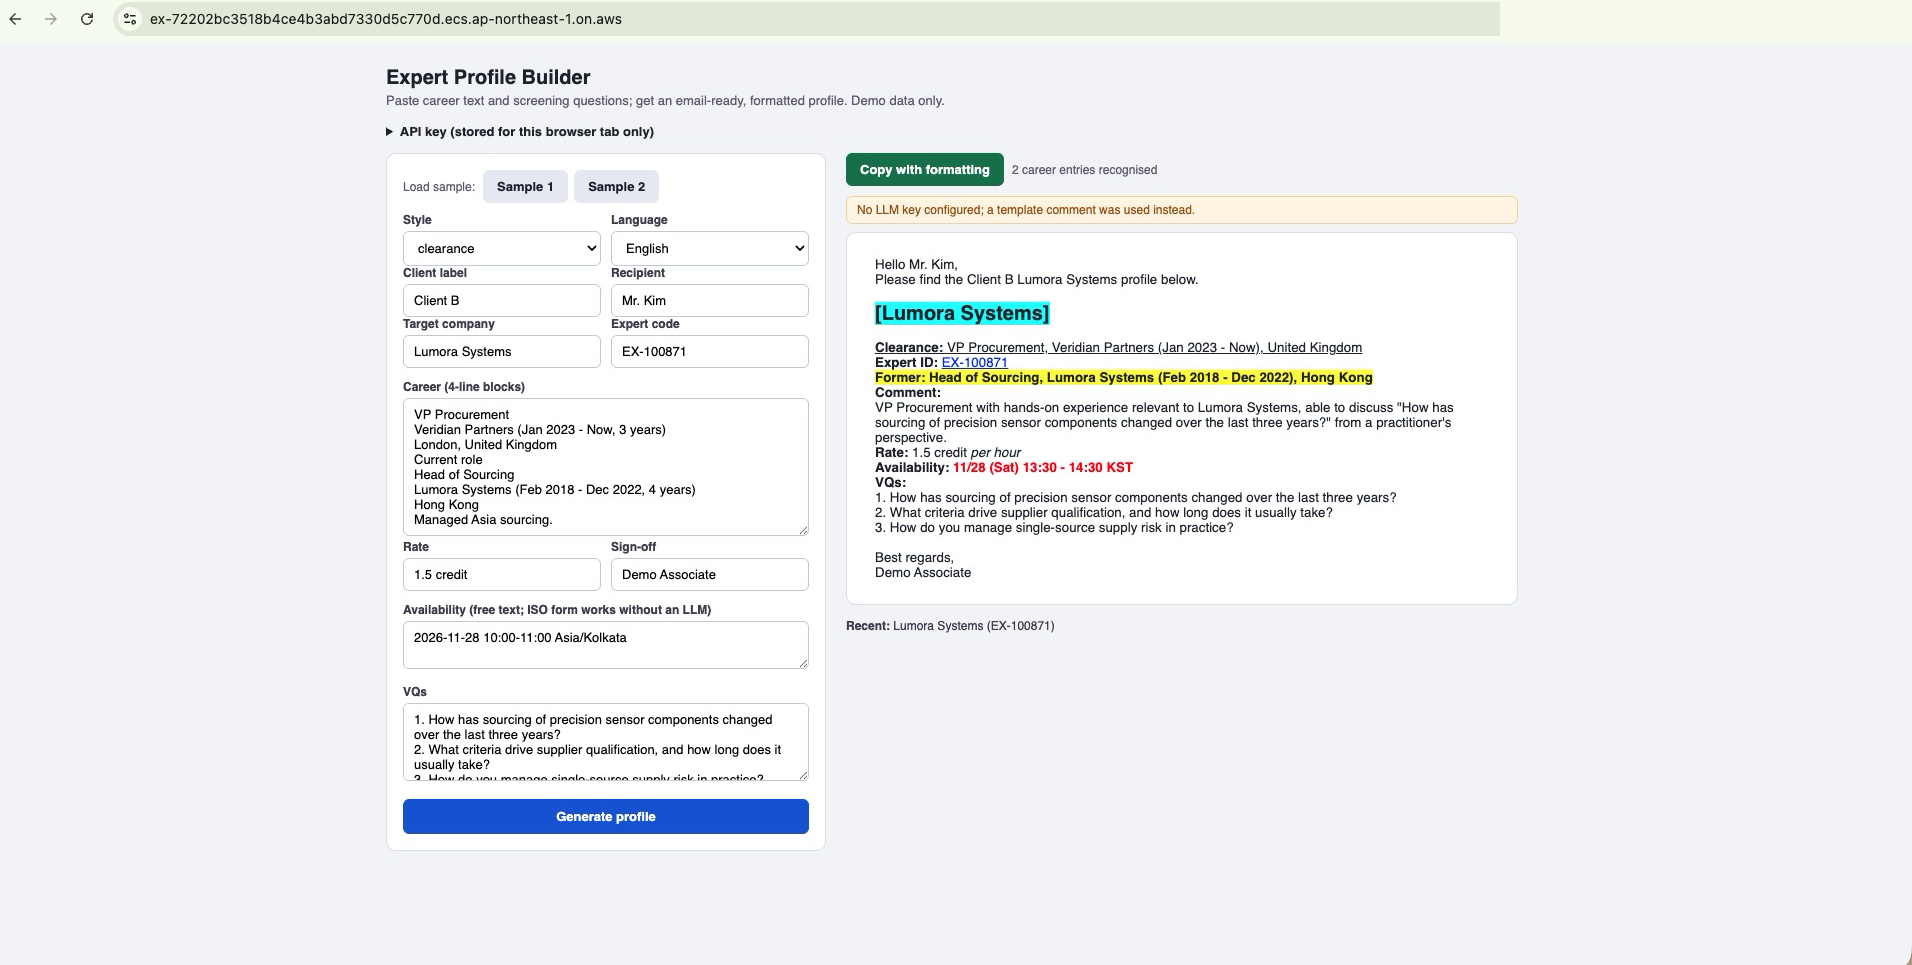 ex-72202bc3518b4ce4b3abd7330d5c770d.ecs.ap-northeast-1.on.aws
Expert Profile Builder
Paste career text and screening questions; get an email-ready, formatted profile. Demo data only.
API key (stored for this browser tab only)
Load sample: Sample 1 Sample 2
Style Language
clearance English
Client label Recipient
Client B Mr. Kim
Target company Expert code
Lumora Systems EX-100871
Career (4-line blocks)
VP Procurement
Veridian Partners (Jan 2023 - Now, 3 years)
London, United Kingdom
Current role
Head of Sourcing
Lumora Systems (Feb 2018 - Dec 2022, 4 years)
Hong Kong
Managed Asia sourcing.
Rate Sign-off
1.5 credit Demo Associate
Availability (free text; ISO form works without an LLM)
2026-11-28 10:00-11:00 Asia/Kolkata
VQs
1. How has sourcing of precision sensor components changed
over the last three years?
2. What criteria drive supplier qualification, and how long does it
usually take?
3. How do you manage single-source supply risk in practice?
Generate profile
Copy with formatting 2 career entries recognised
No LLM key configured; a template comment was used instead.
Hello Mr. Kim,
Please find the Client B Lumora Systems profile below.
[Lumora Systems]
Clearance: VP Procurement, Veridian Partners (Jan 2023 - Now), United Kingdom
Expert ID: EX-100871
Former: Head of Sourcing, Lumora Systems (Feb 2018 - Dec 2022), Hong Kong
Comment:
VP Procurement with hands-on experience relevant to Lumora Systems, able to discuss "How has
sourcing of precision sensor components changed over the last three years?" from a practitioner's
perspective.
Rate: 1.5 credit per hour
Availability: 11/28 (Sat) 13:30 - 14:30 KST
VQs:
1. How has sourcing of precision sensor components changed over the last three years?
2. What criteria drive supplier qualification, and how long does it usually take?
3. How do you manage single-source supply risk in practice?
Best regards,
Demo Associate
Recent: Lumora Systems (EX-100871)